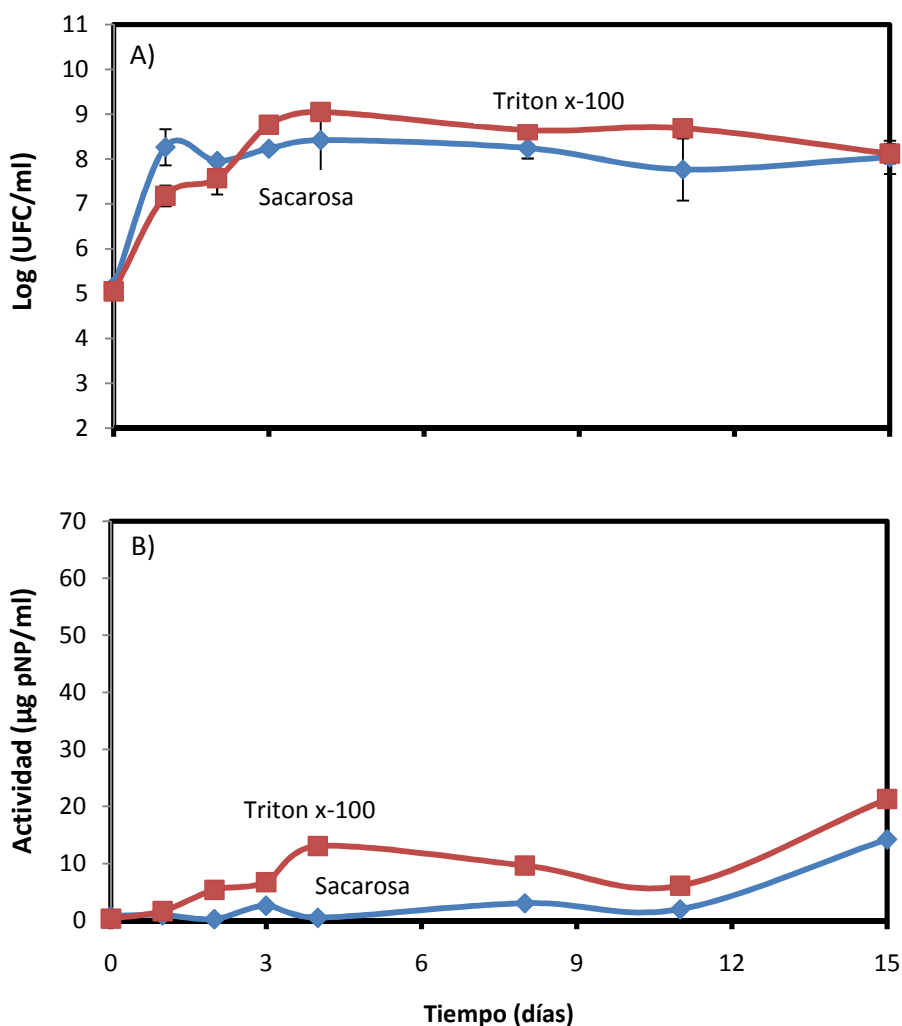 A)
Log (UFC/ml)
11
10
9
8
7
6
5
4
3
2
Triton x-100
Sacarosa
B)
Actividad (µg pNP/ml)
70
60
50
40
30
20
10
0
Triton x-100
Sacarosa
0 3 6 9 12 15
Tiempo (días)